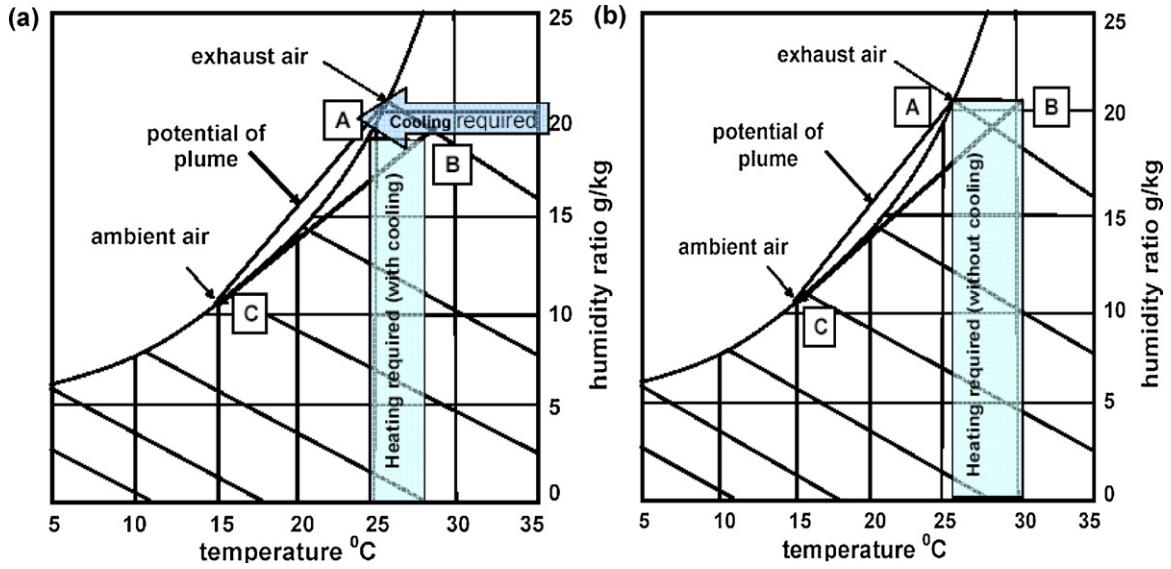 (a)
exhaust air
A
Cooling required
potential of
plume
B
Heating required (with cooling)
ambient air
C
25
20
15
10
5
0
humidity ratio g/kg
5
10
15
20
25
30
35
temperature ⁰C
(b)
exhaust air
A
B
potential of
plume
Heating required (without cooling)
ambient air
C
25
20
15
10
5
0
humidity ratio g/kg
5
10
15
20
25
30
35
temperature ⁰C